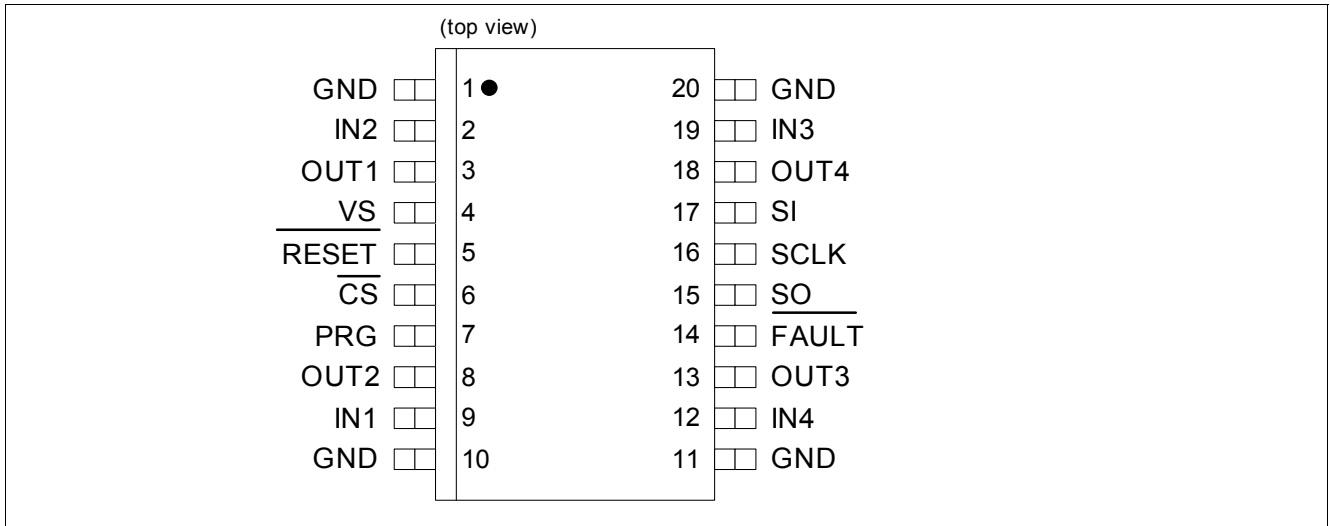 (top view)
GND 1 20 GND
IN2 2 19 IN3
OUT1 3 18 OUT4
VS 4 17 SI
RESET 5 16 SCLK
CS 6 15 SO
PRG 7 14 FAULT
OUT2 8 13 OUT3
IN1 9 12 IN4
GND 10 11 GND